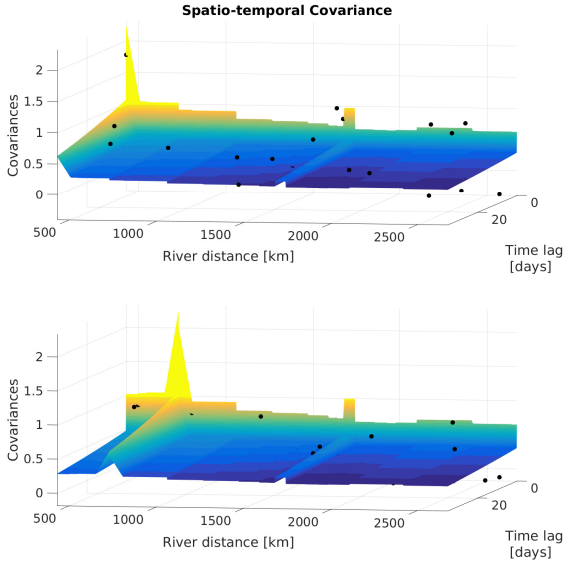 Spatio-temporal Covariance
2
1.5
1
0.5
0
Covariances
500
1000
1500
2000
2500
River distance [km]
0
20
Time lag
[days]
2
1.5
1
0.5
0
Covariances
500
1000
1500
2000
2500
River distance [km]
0
20
Time lag
[days]